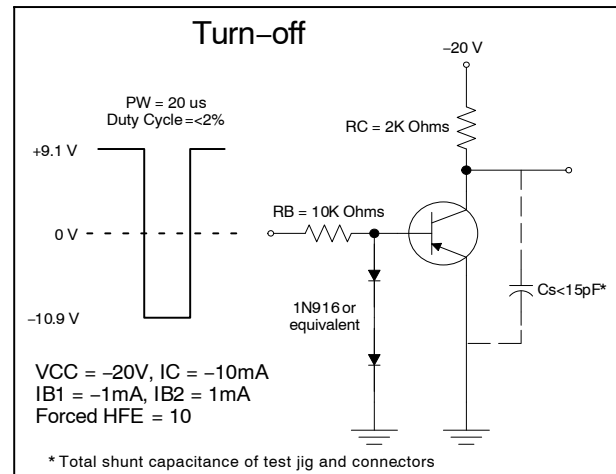 Turn−off
−20 V
PW = 20 us
Duty Cycle =<2%
RC = 2K Ohms
+9.1 V
RB = 10K Ohms
0 V
1N916 or
equivalent
Cs<15pF*
−10.9 V
VCC = −20V, IC = −10mA
IB1 = −1mA, IB2 = 1mA
Forced HFE = 10
* Total shunt capacitance of test jig and connectors